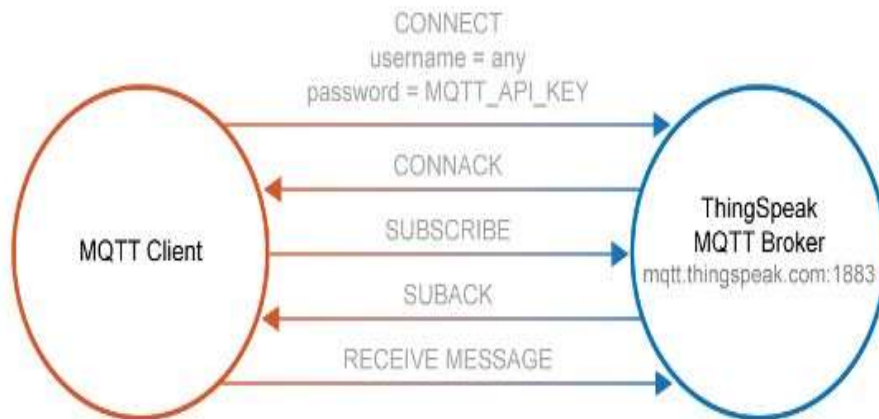 CONNECT
username = any
password = MQTT_API_KEY
CONNACK
SUBSCRIBE
SUBACK
RECEIVE MESSAGE
MQTT Client
ThingSpeak
MQTT Broker
mqtt.thingspeak.com:1883